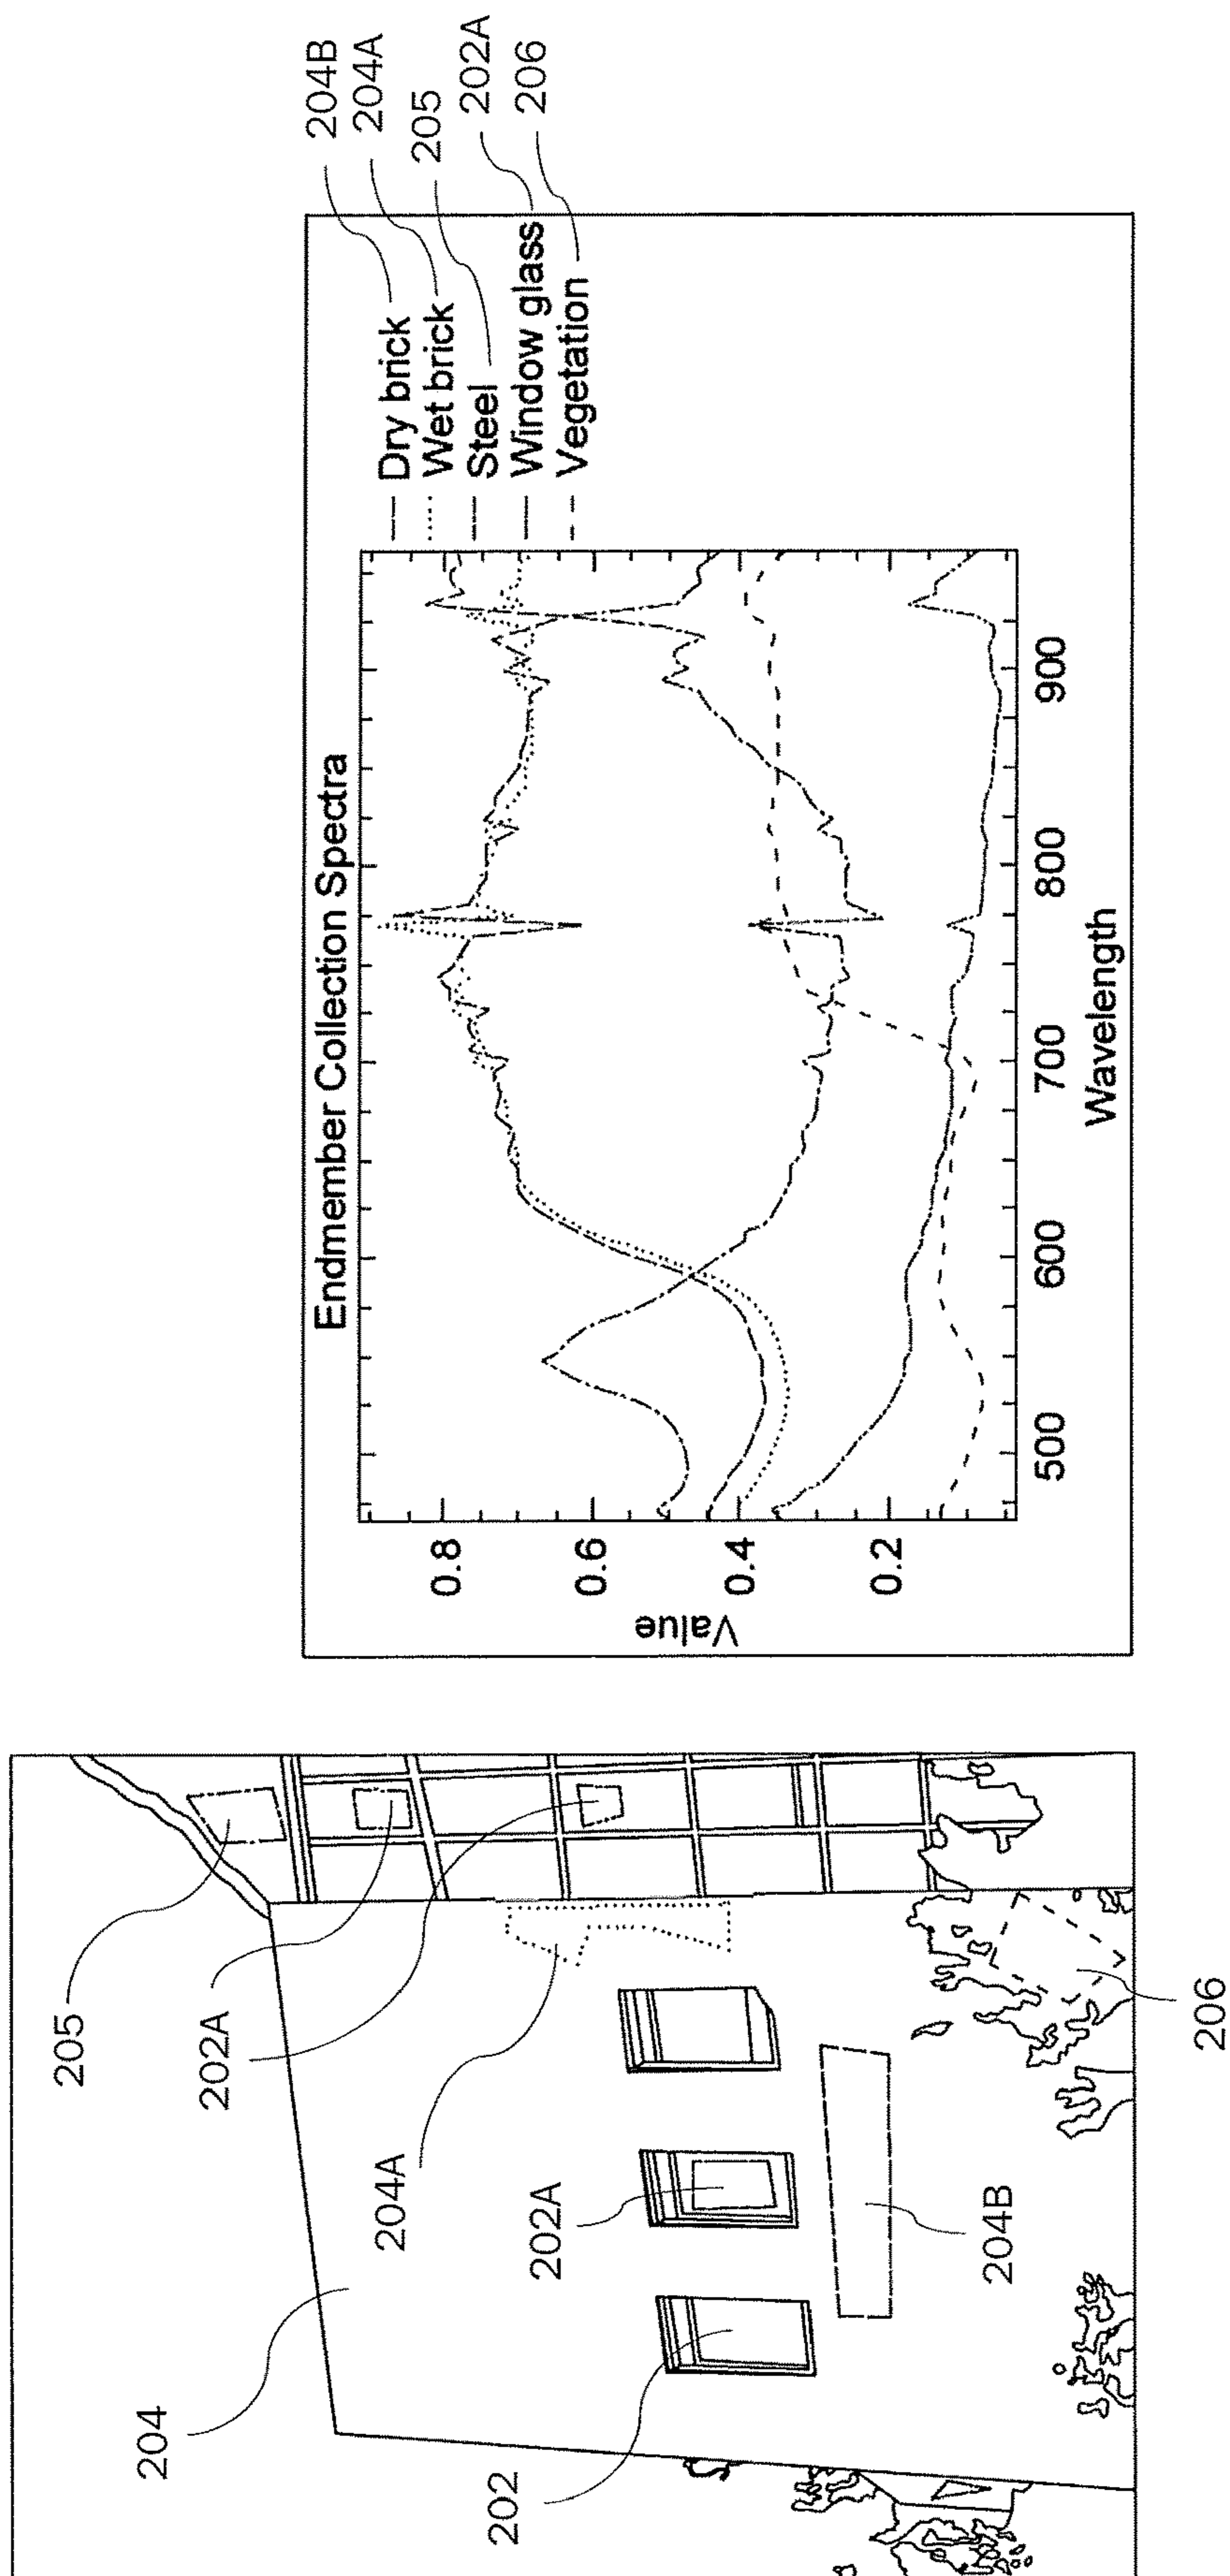 205
202A
204
204A
202
202A
204B
206
Endmember Collection Spectra
Value
0.8
0.6
0.4
0.2
500
600
700
800
900
Wavelength
Dry brick
Wet brick
Steel
Window glass
Vegetation
204B
204A
205
202A
206